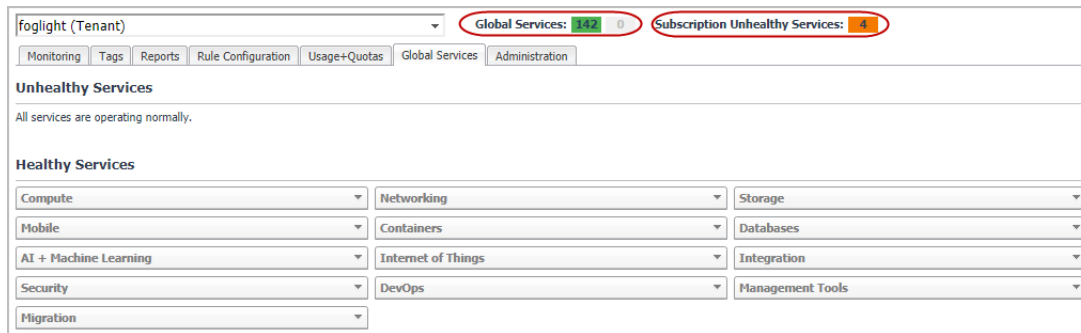 foglight (Tenant) Global Services: 142 0 Subscription Unhealthy Services: 4
Monitoring Tags Reports Rule Configuration Usage+Quotas Global Services Administration
Unhealthy Services
All services are operating normally.
Healthy Services
Compute Networking Storage
Mobile Containers Databases
AI + Machine Learning Internet of Things Integration
Security DevOps Management Tools
Migration